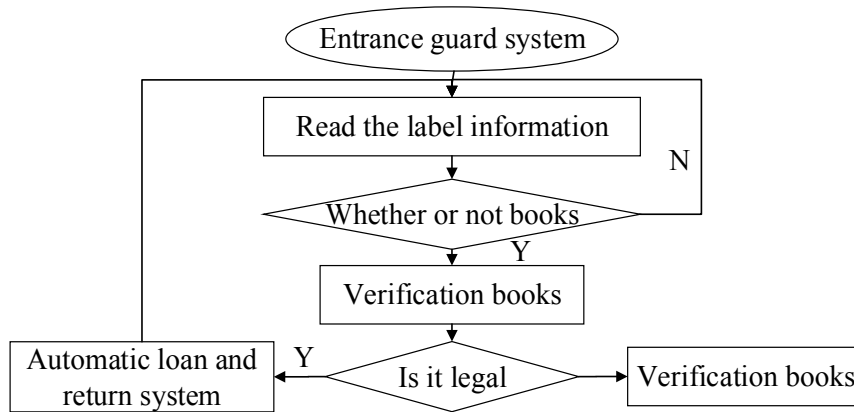 Entrance guard system
Read the label information
N
Whether or not books
Y
Verification books
Automatic loan and
return system
Y
Is it legal
Verification books